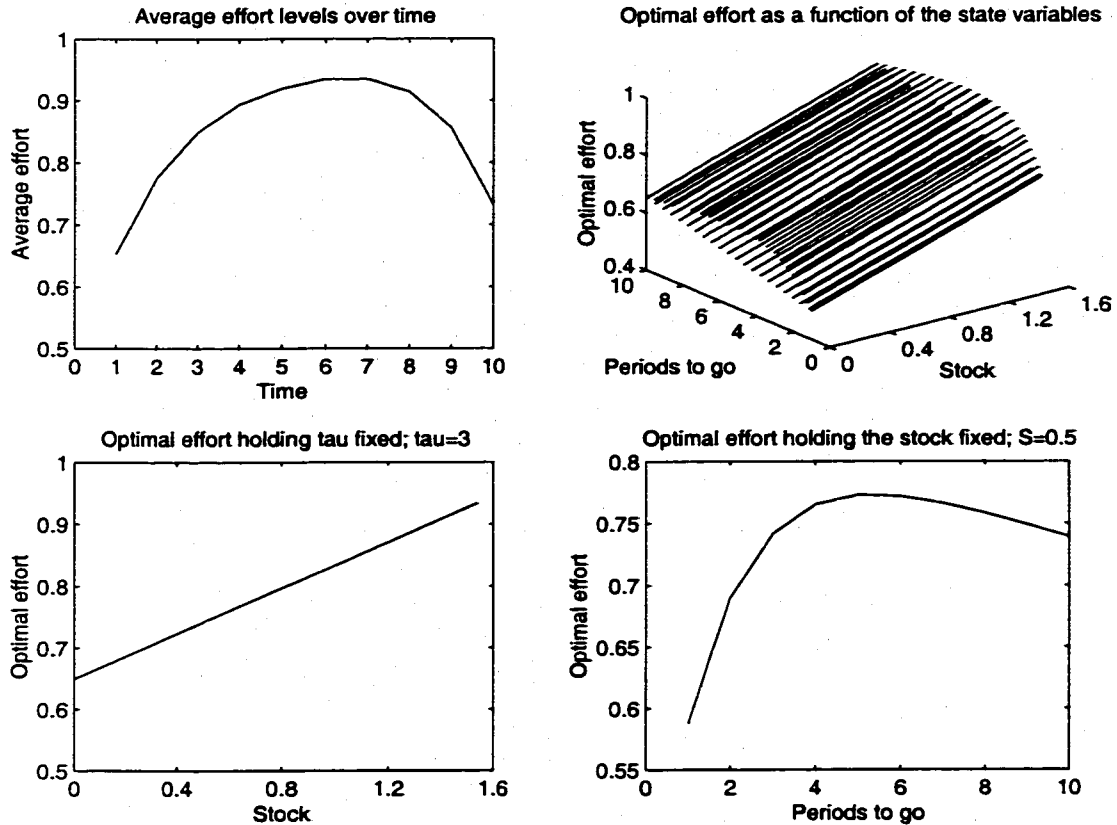 Average effort levels over time
1
0.9
0.8
0.7
0.6
0.5
Average effort
0 1 2 3 4 5 6 7 8 9 10
Time
Optimal effort as a function of the state variables
1
0.8
0.6
0.4
Optimal effort
10 8 6 4 2 0
Periods to go
0 0.4 0.8 1.2 1.6
Stock
Optimal effort holding tau fixed; tau=3
1
0.9
0.8
0.7
0.6
0.5
Optimal effort
0 0.4 0.8 1.2 1.6
Stock
Optimal effort holding the stock fixed; S=0.5
0.8
0.75
0.7
0.65
0.6
0.55
Optimal effort
0 2 4 6 8 10
Periods to go